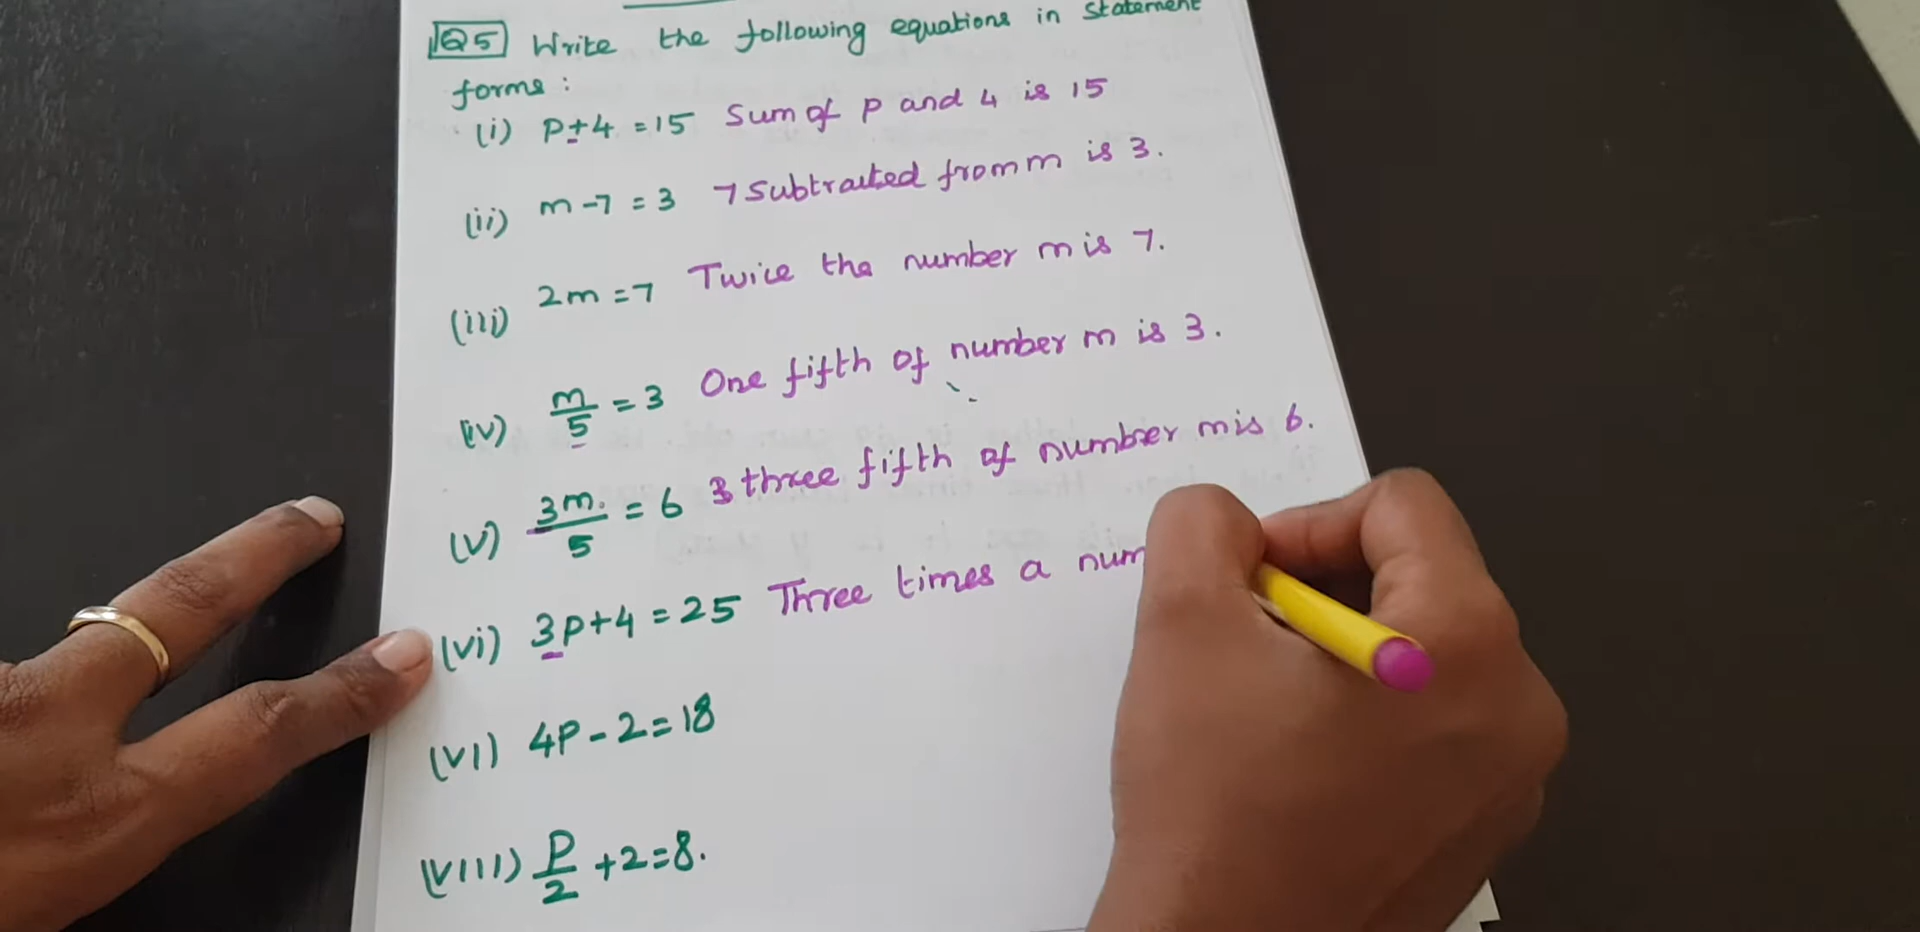 Q5 Write the following equations in statement
forms :
(i) p+4 =15 Sum of p and 4 is 15
(ii) m-7 = 3 7 Subtracted from m is 3.
(iii) 2m =7 Twice the number m is 7.
(iv) m/5 = 3 One fifth of number m is 3.
(v) 3m/5 = 6 3 three fifth of number m is 6.
(vi) 3p+4 = 25 Three times a num
(VI) 4P-2=18
(VIII) P/2 +2=8.